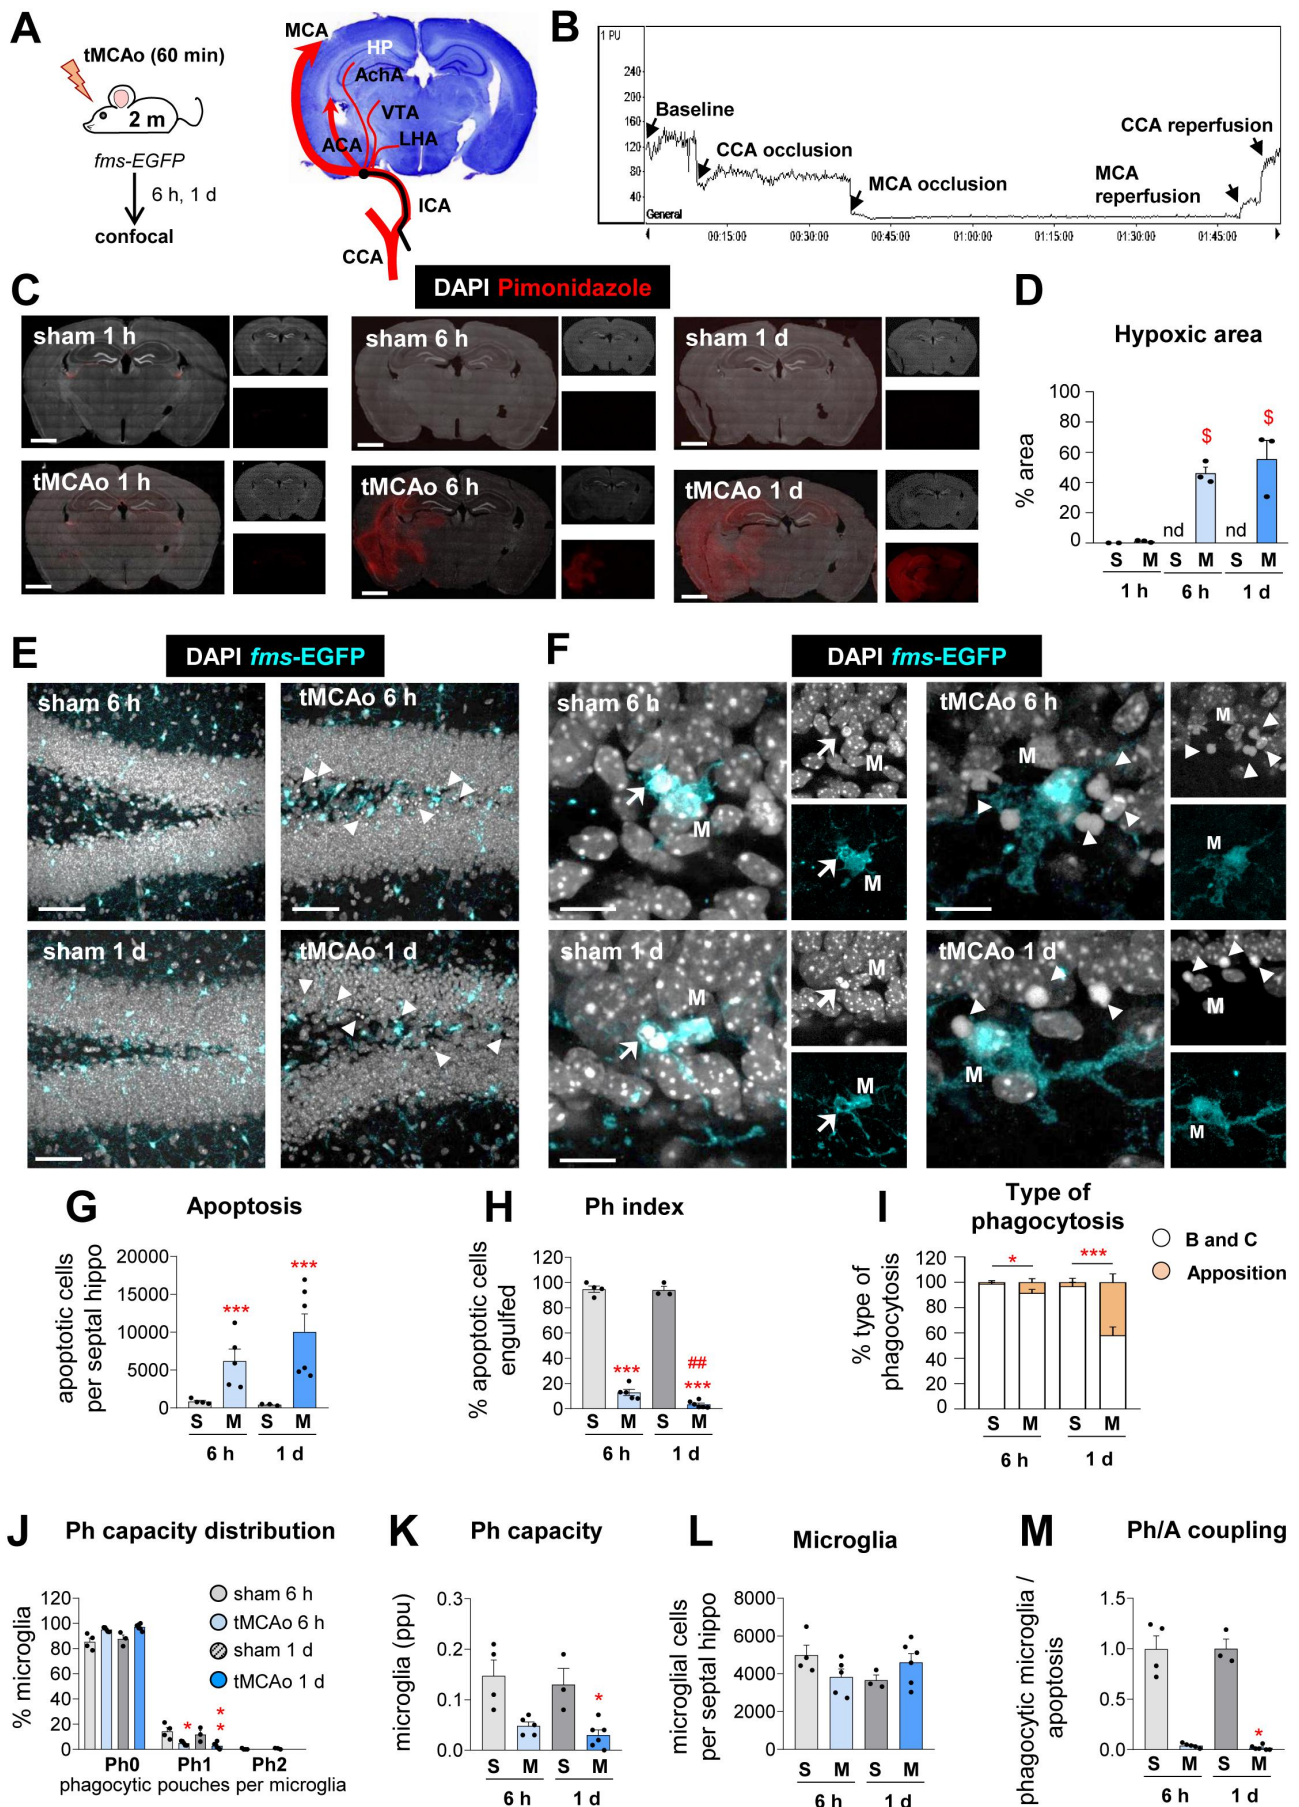 A
tMCAo (60 min)
2 m
fms-EGFP
6 h, 1 d
confocal
MCA
HP
AchA
VTA
LHA
ACA
ICA
CCA
B
1 PU
240
200
160
120
80
40
Baseline
CCA occlusion
MCA occlusion
CCA reperfusion
MCA
reperfusion
General
00:15:00 00:30:00 00:45:00 01:00:00 01:15:00 01:30:00 01:45:00
C
DAPI Pimonidazole
sham 1 h
sham 6 h
sham 1 d
tMCAo 1 h
tMCAo 6 h
tMCAo 1 d
D
Hypoxic area
% area
100
80
60
40
20
0
nd nd
$ $
S M S M S M
1 h 6 h 1 d
E
DAPI fms-EGFP
sham 6 h
tMCAo 6 h
sham 1 d
tMCAo 1 d
F
DAPI fms-EGFP
sham 6 h
M
M
M
tMCAo 6 h
M
M
M
sham 1 d
M
M
M
tMCAo 1 d
M
M
M
G
Apoptosis
apoptotic cells
per septal hippo
20000
15000
10000
5000
0
***
***
S M S M
6 h 1 d
H
Ph index
% apoptotic cells
engulfed
120
100
80
60
40
20
0
***
##
***
S M S M
6 h 1 d
I
Type of
phagocytosis
% type of
phagocytosis
120
100
80
60
40
20
0
*
***
B and C
Apposition
S M S M
6 h 1 d
J
Ph capacity distribution
% microglia
120
100
80
60
40
20
0
sham 6 h
tMCAo 6 h
sham 1 d
tMCAo 1 d
*
*
*
Ph0 Ph1 Ph2
phagocytic pouches per microglia
K
Ph capacity
microglia (ppu)
0.3
0.2
0.1
0.0
*
S M S M
6 h 1 d
L
Microglia
microglial cells
per septal hippo
8000
6000
4000
2000
0
S M S M
6 h 1 d
M
Ph/A coupling
phagocytic microglia /
apoptosis
1.5
1.0
0.5
0.0
*
S M S M
6 h 1 d